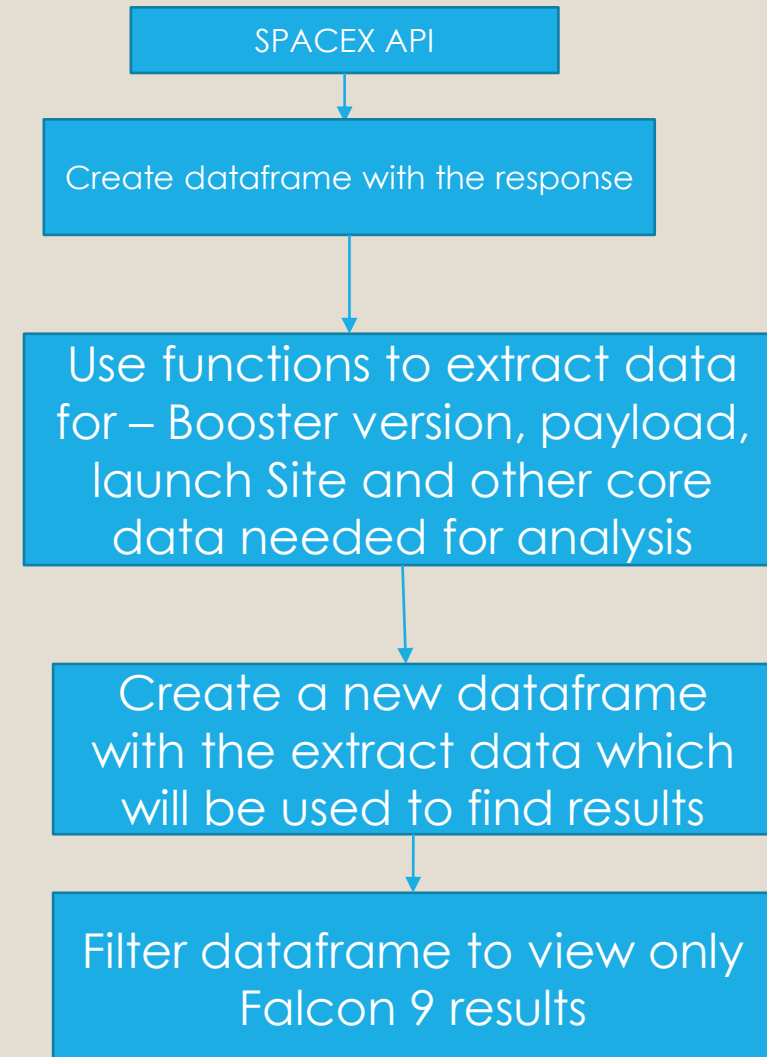 SPACEX API
Create dataframe with the response
Use functions to extract data
for – Booster version, payload,
launch Site and other core
data needed for analysis
Create a new dataframe
with the extract data which
will be used to find results
Filter dataframe to view only
Falcon 9 results